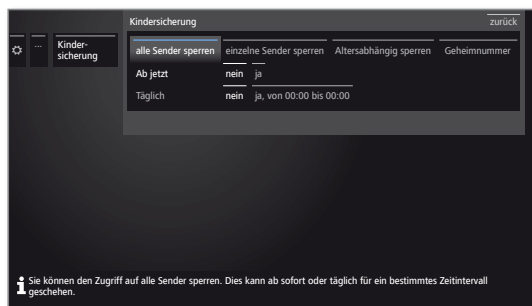 Kindersicherung
zurück
...
Kinder-
sicherung
alle Sender sperren einzelne Sender sperren Altersabhängig sperren Geheimnummer
Ab jetzt nein ja
Täglich nein ja, von 00:00 bis 00:00
i Sie können den Zugriff auf alle Sender sperren. Dies kann ab sofort oder täglich für ein bestimmtes Zeitintervall
geschehen.